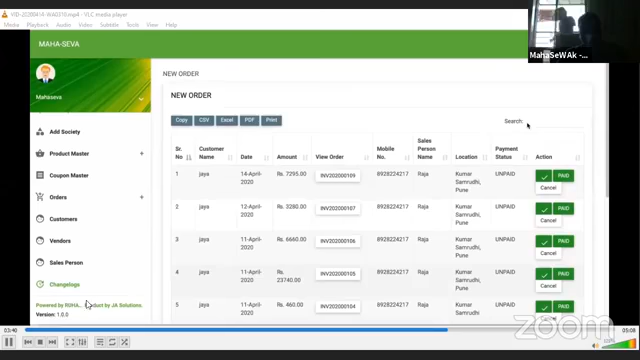 VID-20200414-WA0310.mp4 - VLC media player
Media Playback Audio Video Subtitle Tools View Help
MahaSeWAk -...
MAHA-SEVA
Mahaseva
Add Society
Product Master +
Coupon Master
Orders +
Customers
Vendors
Sales Person
Changelogs
Powered by RUHA... Product by JA Solutions.
Version: 1.0.0
NEW ORDER
NEW ORDER
Copy CSV Excel PDF Print
Search:
Sr. No Customer Name Date Amount View Order Mobile No. Sales Person Name Location Payment Status Action
1 jaya 14-April-2020 Rs. 7295.00 INV202000109 8928224217 Raja Kumar Samrudhi, Pune UNPAID PAID Cancel
2 jaya 12-April-2020 Rs. 3280.00 INV202000107 8928224217 Raja Kumar Samrudhi, Pune UNPAID PAID Cancel
3 jaya 11-April-2020 Rs. 6660.00 INV202000106 8928224217 Raja Kumar Samrudhi, Pune UNPAID PAID Cancel
4 jaya 11-April-2020 Rs. 23740.00 INV202000105 8928224217 Raja Kumar Samrudhi, Pune UNPAID PAID Cancel
5 jaya 11-April-2020 Rs. 460.00 INV202000104 8928224217 Raja Kumar Samrudhi, UNPAID PAID Cancel
03:40 05:08
zoom